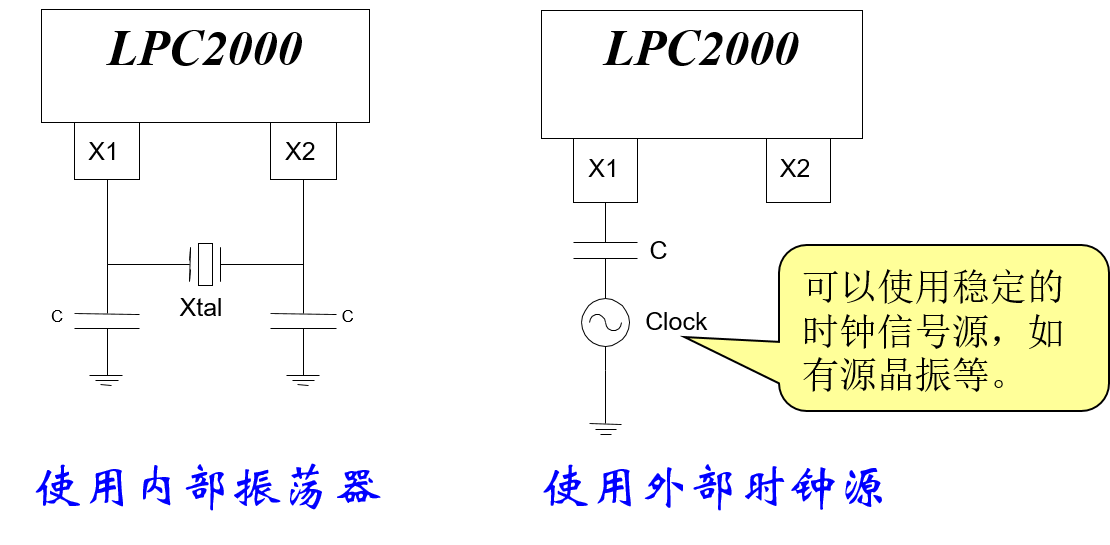 LPC2000
X1
X2
Xtal
C
C
使用内部振荡器
LPC2000
X1
X2
C
Clock
可以使用稳定的
时钟信号源，如
有源晶振等。
使用外部时钟源